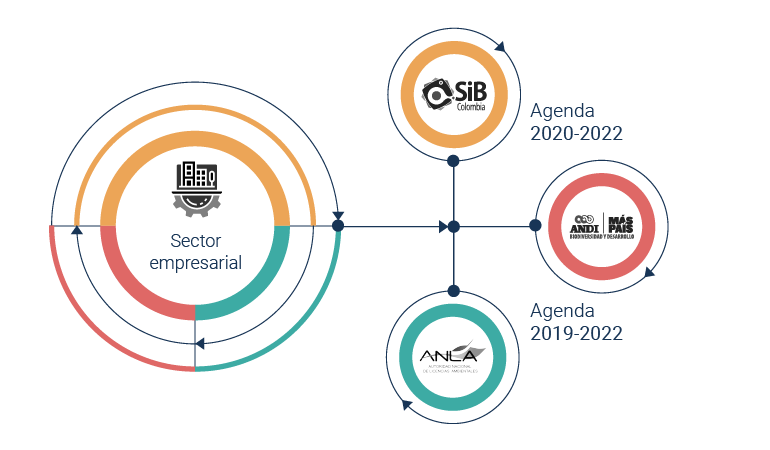 SiB
Colombia
Agenda
2020-2022
Sector
empresarial
ANDI
MÁS
PAÍS
BIODIVERSIDAD Y DESARROLLO
Agenda
2019-2022
ANLA
AUTORIDAD NACIONAL
DE LICENCIAS AMBIENTALES